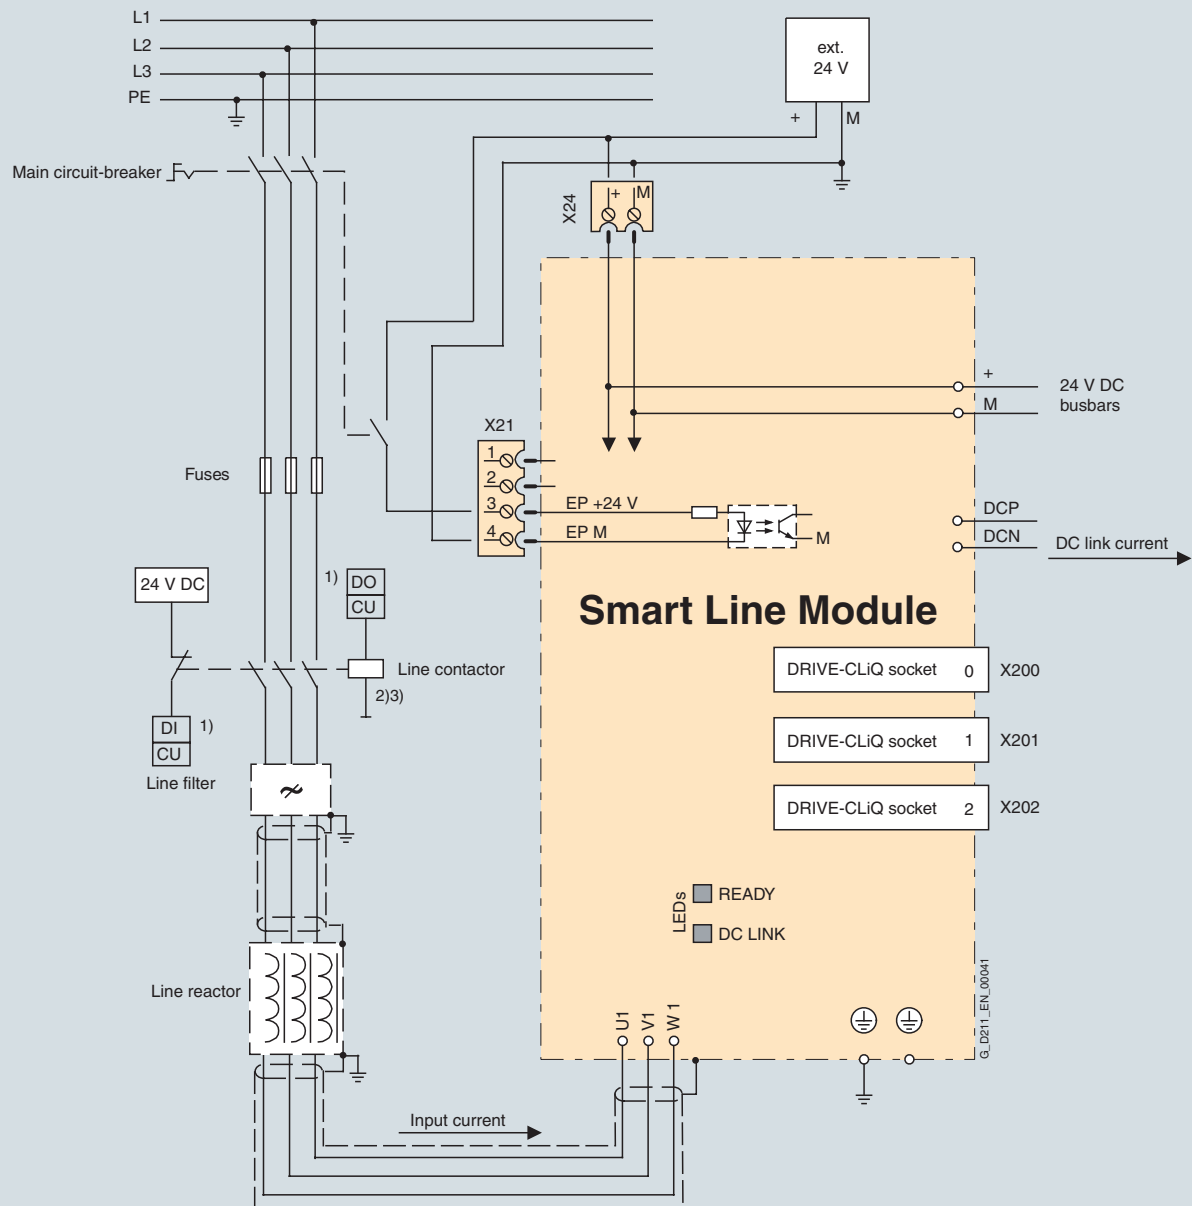 L1
L2
L3
PE
ext.
24 V
+
M
Main circuit-breaker
X24
+
M
+
M
24 V DC
busbars
X21
1
2
3
4
EP +24 V
EP M
M
Fuses
DCP
DCN
DC link current
24 V DC
1)
DO
CU
Smart Line Module
Line contactor
2)3)
DI
CU
1)
Line filter
DRIVE-CLiQ socket 0
X200
DRIVE-CLiQ socket 1
X201
DRIVE-CLiQ socket 2
X202
LEDs
READY
DC LINK
Line reactor
U1
V1
W 1
G_D211_EN_00041
Input current